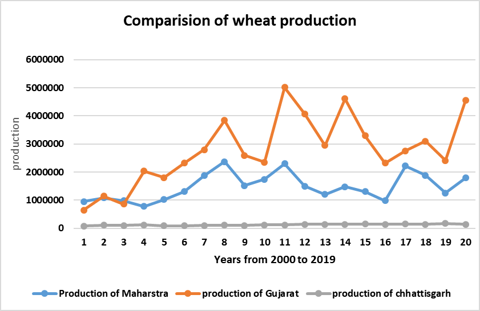 Comparision of wheat production
6000000
5000000
4000000
3000000
2000000
1000000
0
production
1 2 3 4 5 6 7 8 9 10 11 12 13 14 15 16 17 18 19 20
Years from 2000 to 2019
Production of Maharstra production of Gujarat production of chhattisgarh